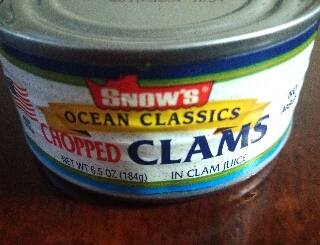 SNOW'S
OCEAN CLASSICS
CHOPPED CLAMS
NET WT 6.5 OZ (184g) IN CLAM JUICE